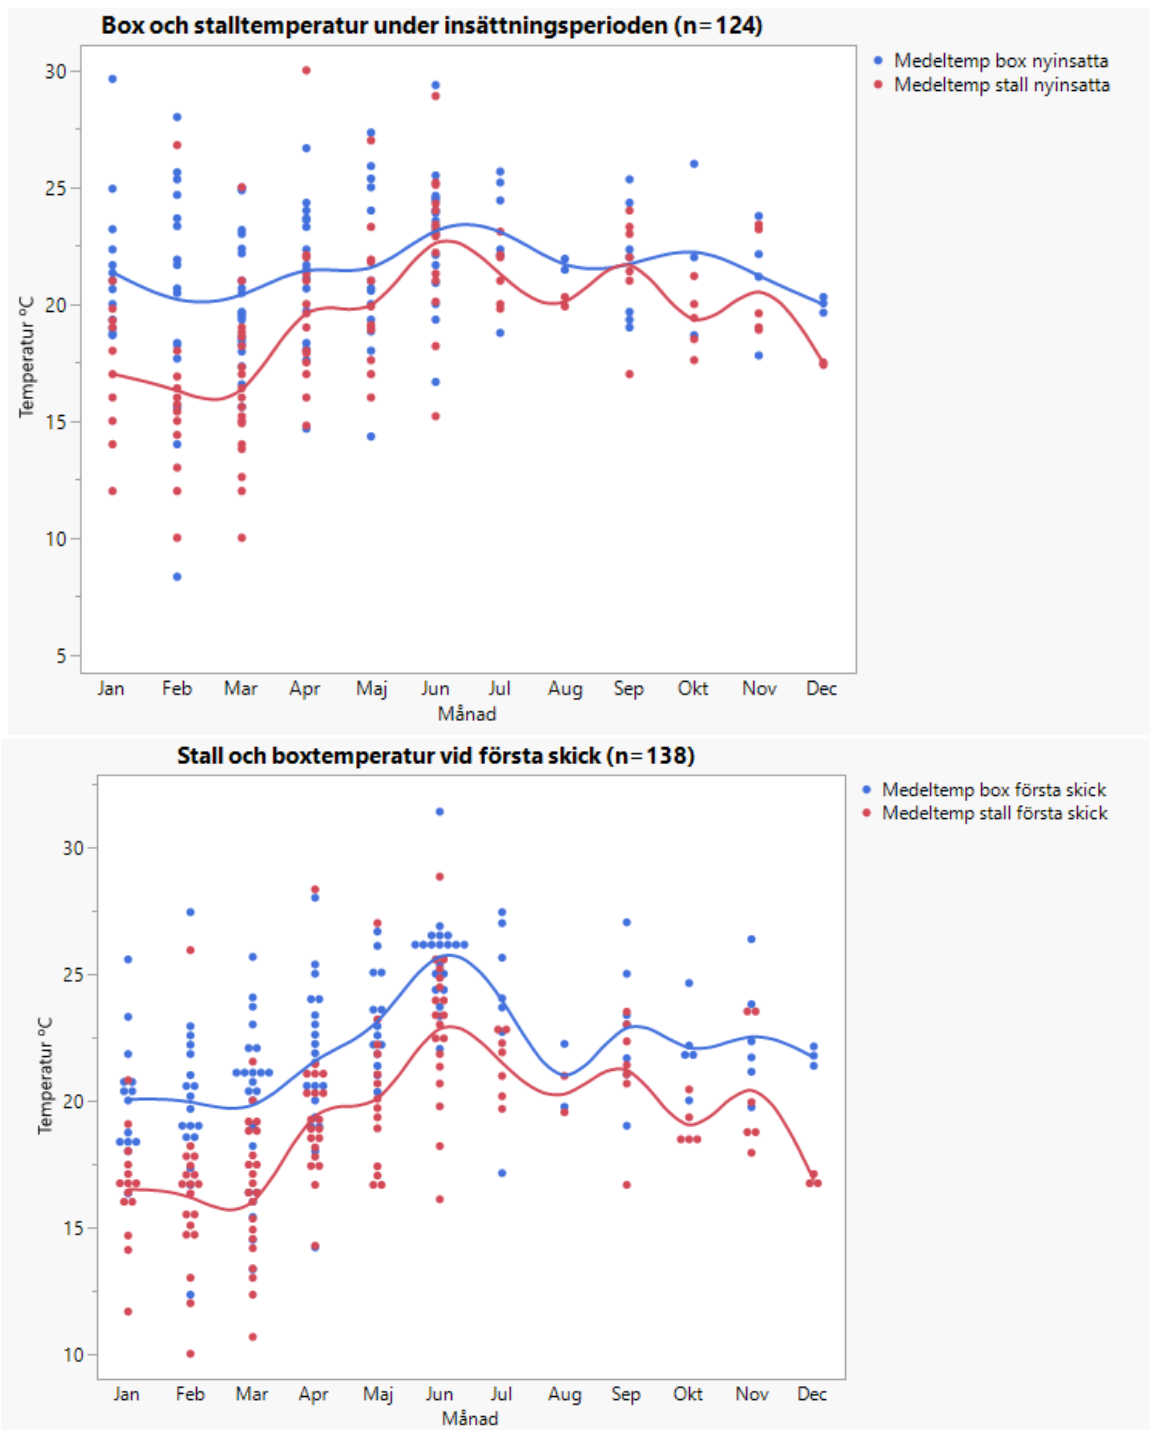 Box och stalltemperatur under insättningsperioden (n=124)
Medeltemp box nyinsatta
Medeltemp stall nyinsatta
30
25
20
15
10
5
Temperatur ºC
Jan Feb Mar Apr Maj Jun Jul Aug Sep Okt Nov Dec
Månad
Stall och boxtemperatur vid första skick (n=138)
Medeltemp box första skick
Medeltemp stall första skick
30
25
20
15
10
Temperatur ºC
Jan Feb Mar Apr Maj Jun Jul Aug Sep Okt Nov Dec
Månad